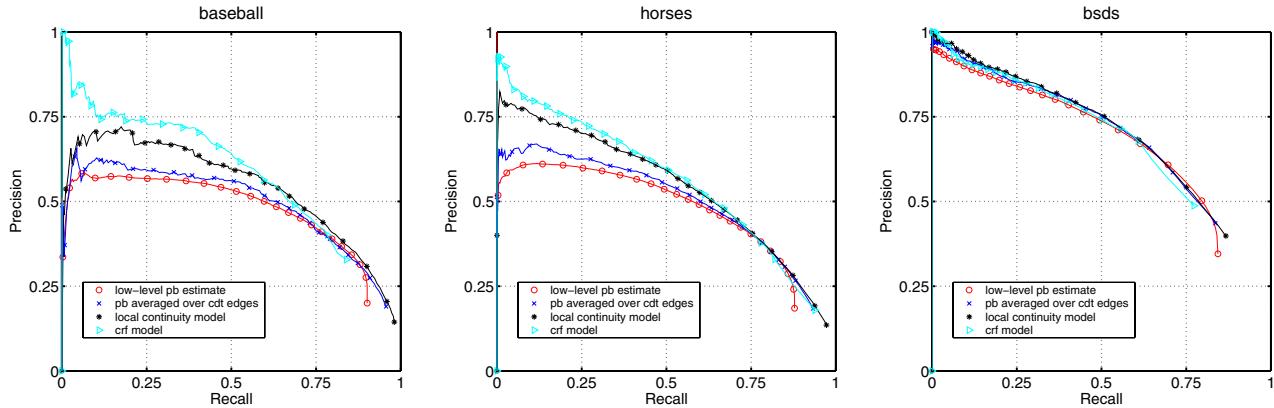 baseball
1
0.75
0.5
0.25
0
0
0.25
0.5
0.75
1
Precision
Recall
low-level pb estimate
pb averaged over cdt edges
local continuity model
crf model
horses
1
0.75
0.5
0.25
0
0
0.25
0.5
0.75
1
Precision
Recall
low-level pb estimate
pb averaged over cdt edges
local continuity model
crf model
bsds
1
0.75
0.5
0.25
0
0
0.25
0.5
0.75
1
Precision
Recall
low-level pb estimate
pb averaged over cdt edges
local continuity model
crf model